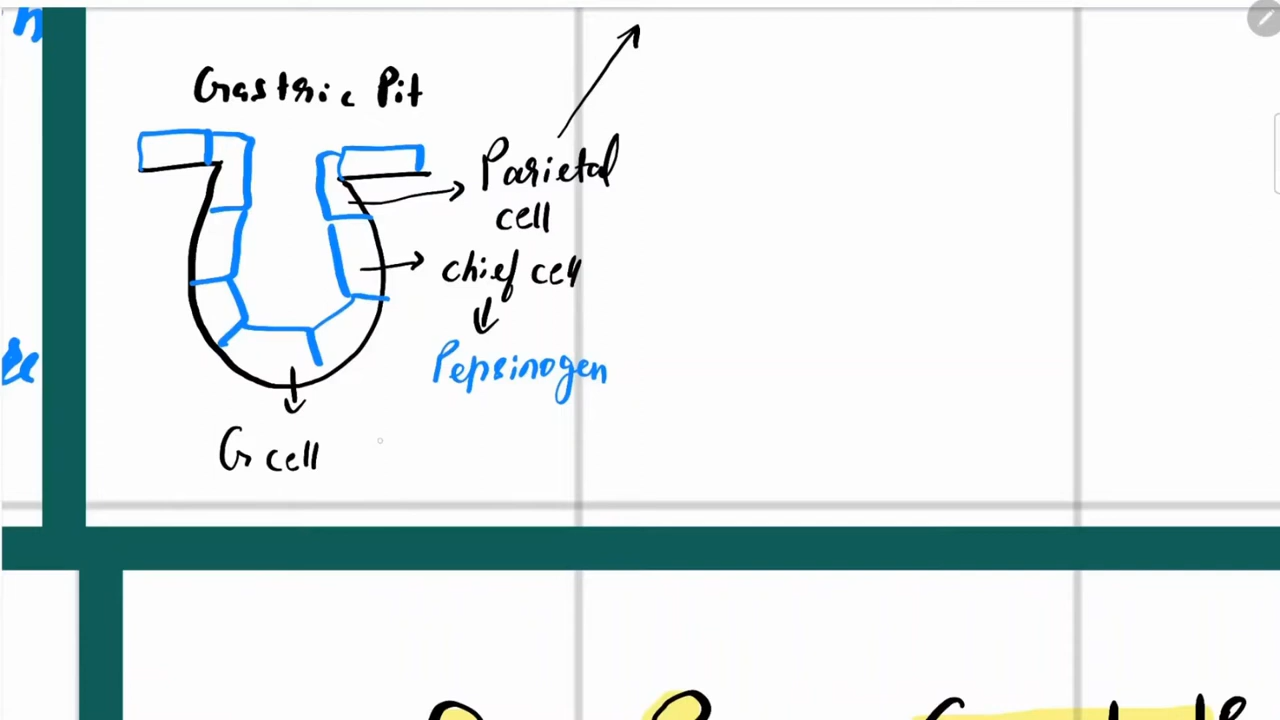 Gastric Pit
Parietal
cell
chief cell
Pepsinogen
G cell